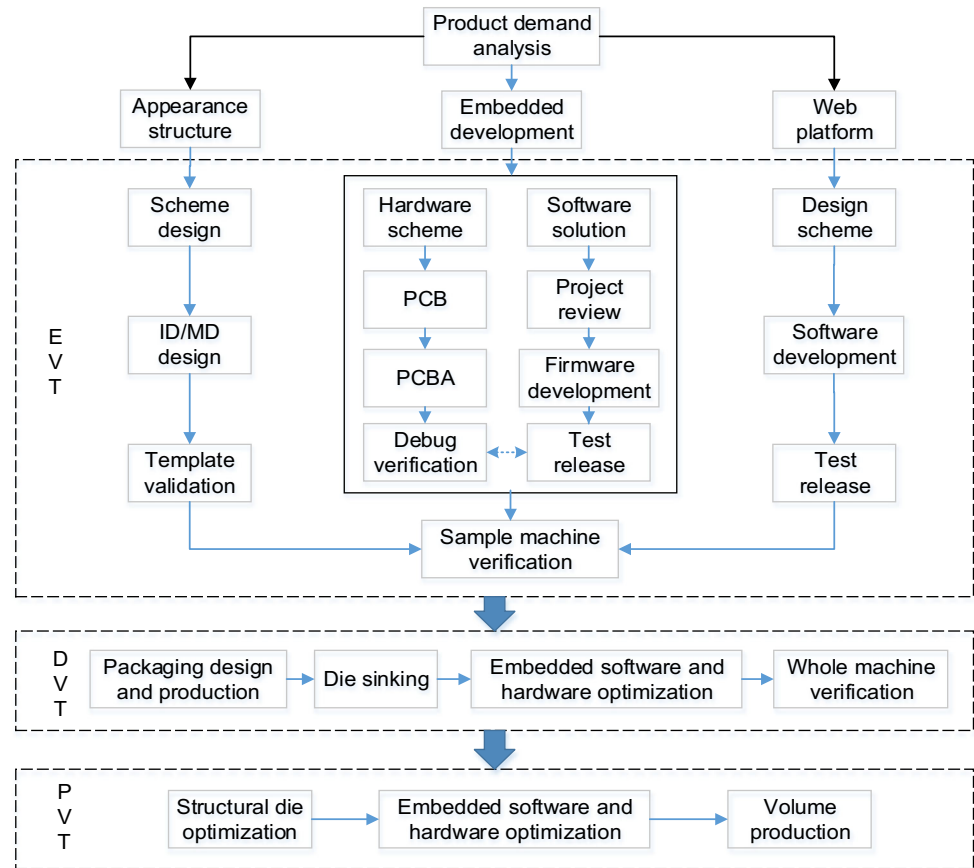 Product demand
analysis
Appearance
structure
Embedded
development
Web
platform
E
V
T
Scheme
design
Hardware
scheme
Software
solution
Design
scheme
ID/MD
design
PCB
Project
review
Software
development
PCBA
Firmware
development
Template
validation
Debug
verification
Test
release
Test
release
Sample machine
verification
D
V
T
Packaging design
and production
Die sinking
Embedded software and
hardware optimization
Whole machine
verification
P
V
T
Structural die
optimization
Embedded software and
hardware optimization
Volume
production